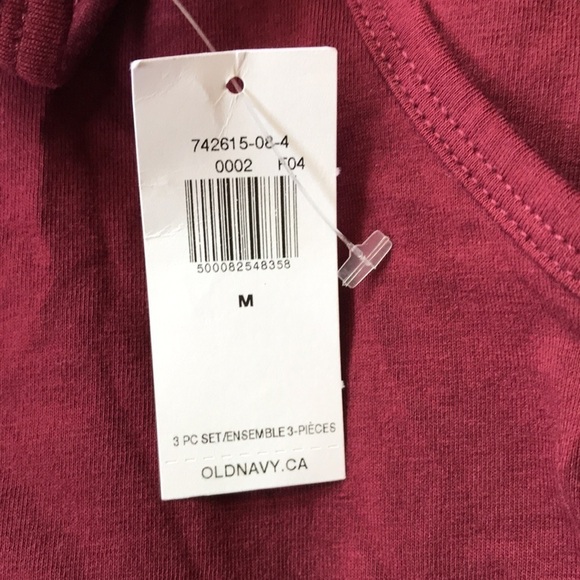 742615-08-4
0002 F04
500082548358
M
3 PC SET/ENSEMBLE 3-PIÈCES
OLDNAVY.CA